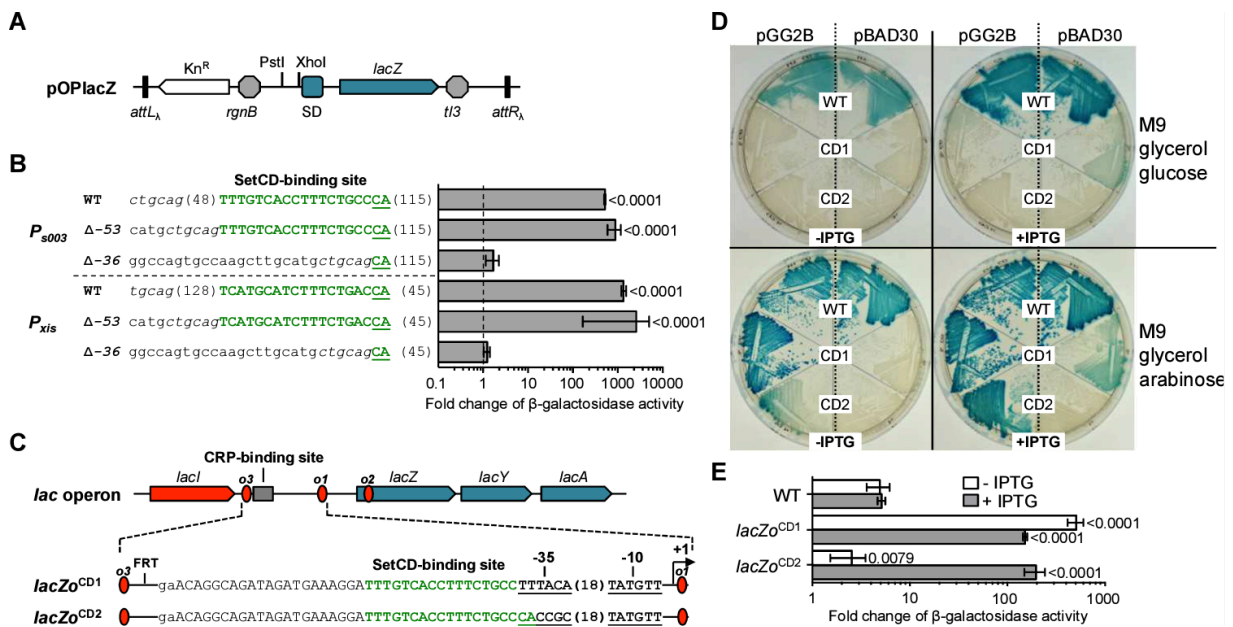 A
pOPlacZ
Kn^R
PstI
XhoI
lacZ
attL_λ
rgnB
SD
tl3
attR_λ
B
SetCD-binding site
P_s003
WT ctgcag(48)TTTGTCACCTTTCTGCCCA(115) <0.0001
Δ-53 catgctgcagTTTGTCACCTTTCTGCCCA(115) <0.0001
Δ-36 ggccagtgccaagcttgcatgctgcagCA(115)
P_xis
WT tgcag(128)TCATGCATCTTTCTGACCA (45) <0.0001
Δ-53 catgctgcagTCATGCATCTTTCTGACCA (45) <0.0001
Δ-36 ggccagtgccaagcttgcatgctgcagCA (45)
0.1 1 10 100 1000 10000
Fold change of β-galactosidase activity
C
CRP-binding site
lac operon
lacI
o3
o1
o2
lacZ
lacY
lacA
o3
FRT
SetCD-binding site
-35
-10
+1
o1
lacZo^CD1 gaACAGGCAGATAGATGAAAGGATTTGTCACCTTTCTGCCTTTACA(18)TATGTT
lacZo^CD2 gaACAGGCAGATAGATGAAAGGATTTGTCACCTTTCTGCCCACCGC(18)TATGTT
D
pGG2B pBAD30 pGG2B pBAD30
WT
CD1
CD2
-IPTG
WT
CD1
CD2
+IPTG
M9
glycerol
glucose
WT
CD1
CD2
-IPTG
WT
CD1
CD2
+IPTG
M9
glycerol
arabinose
E
- IPTG
+ IPTG
WT
lacZo^CD1
<0.0001
<0.0001
lacZo^CD2
0.0079
<0.0001
1 10 100 1000
Fold change of β-galactosidase activity